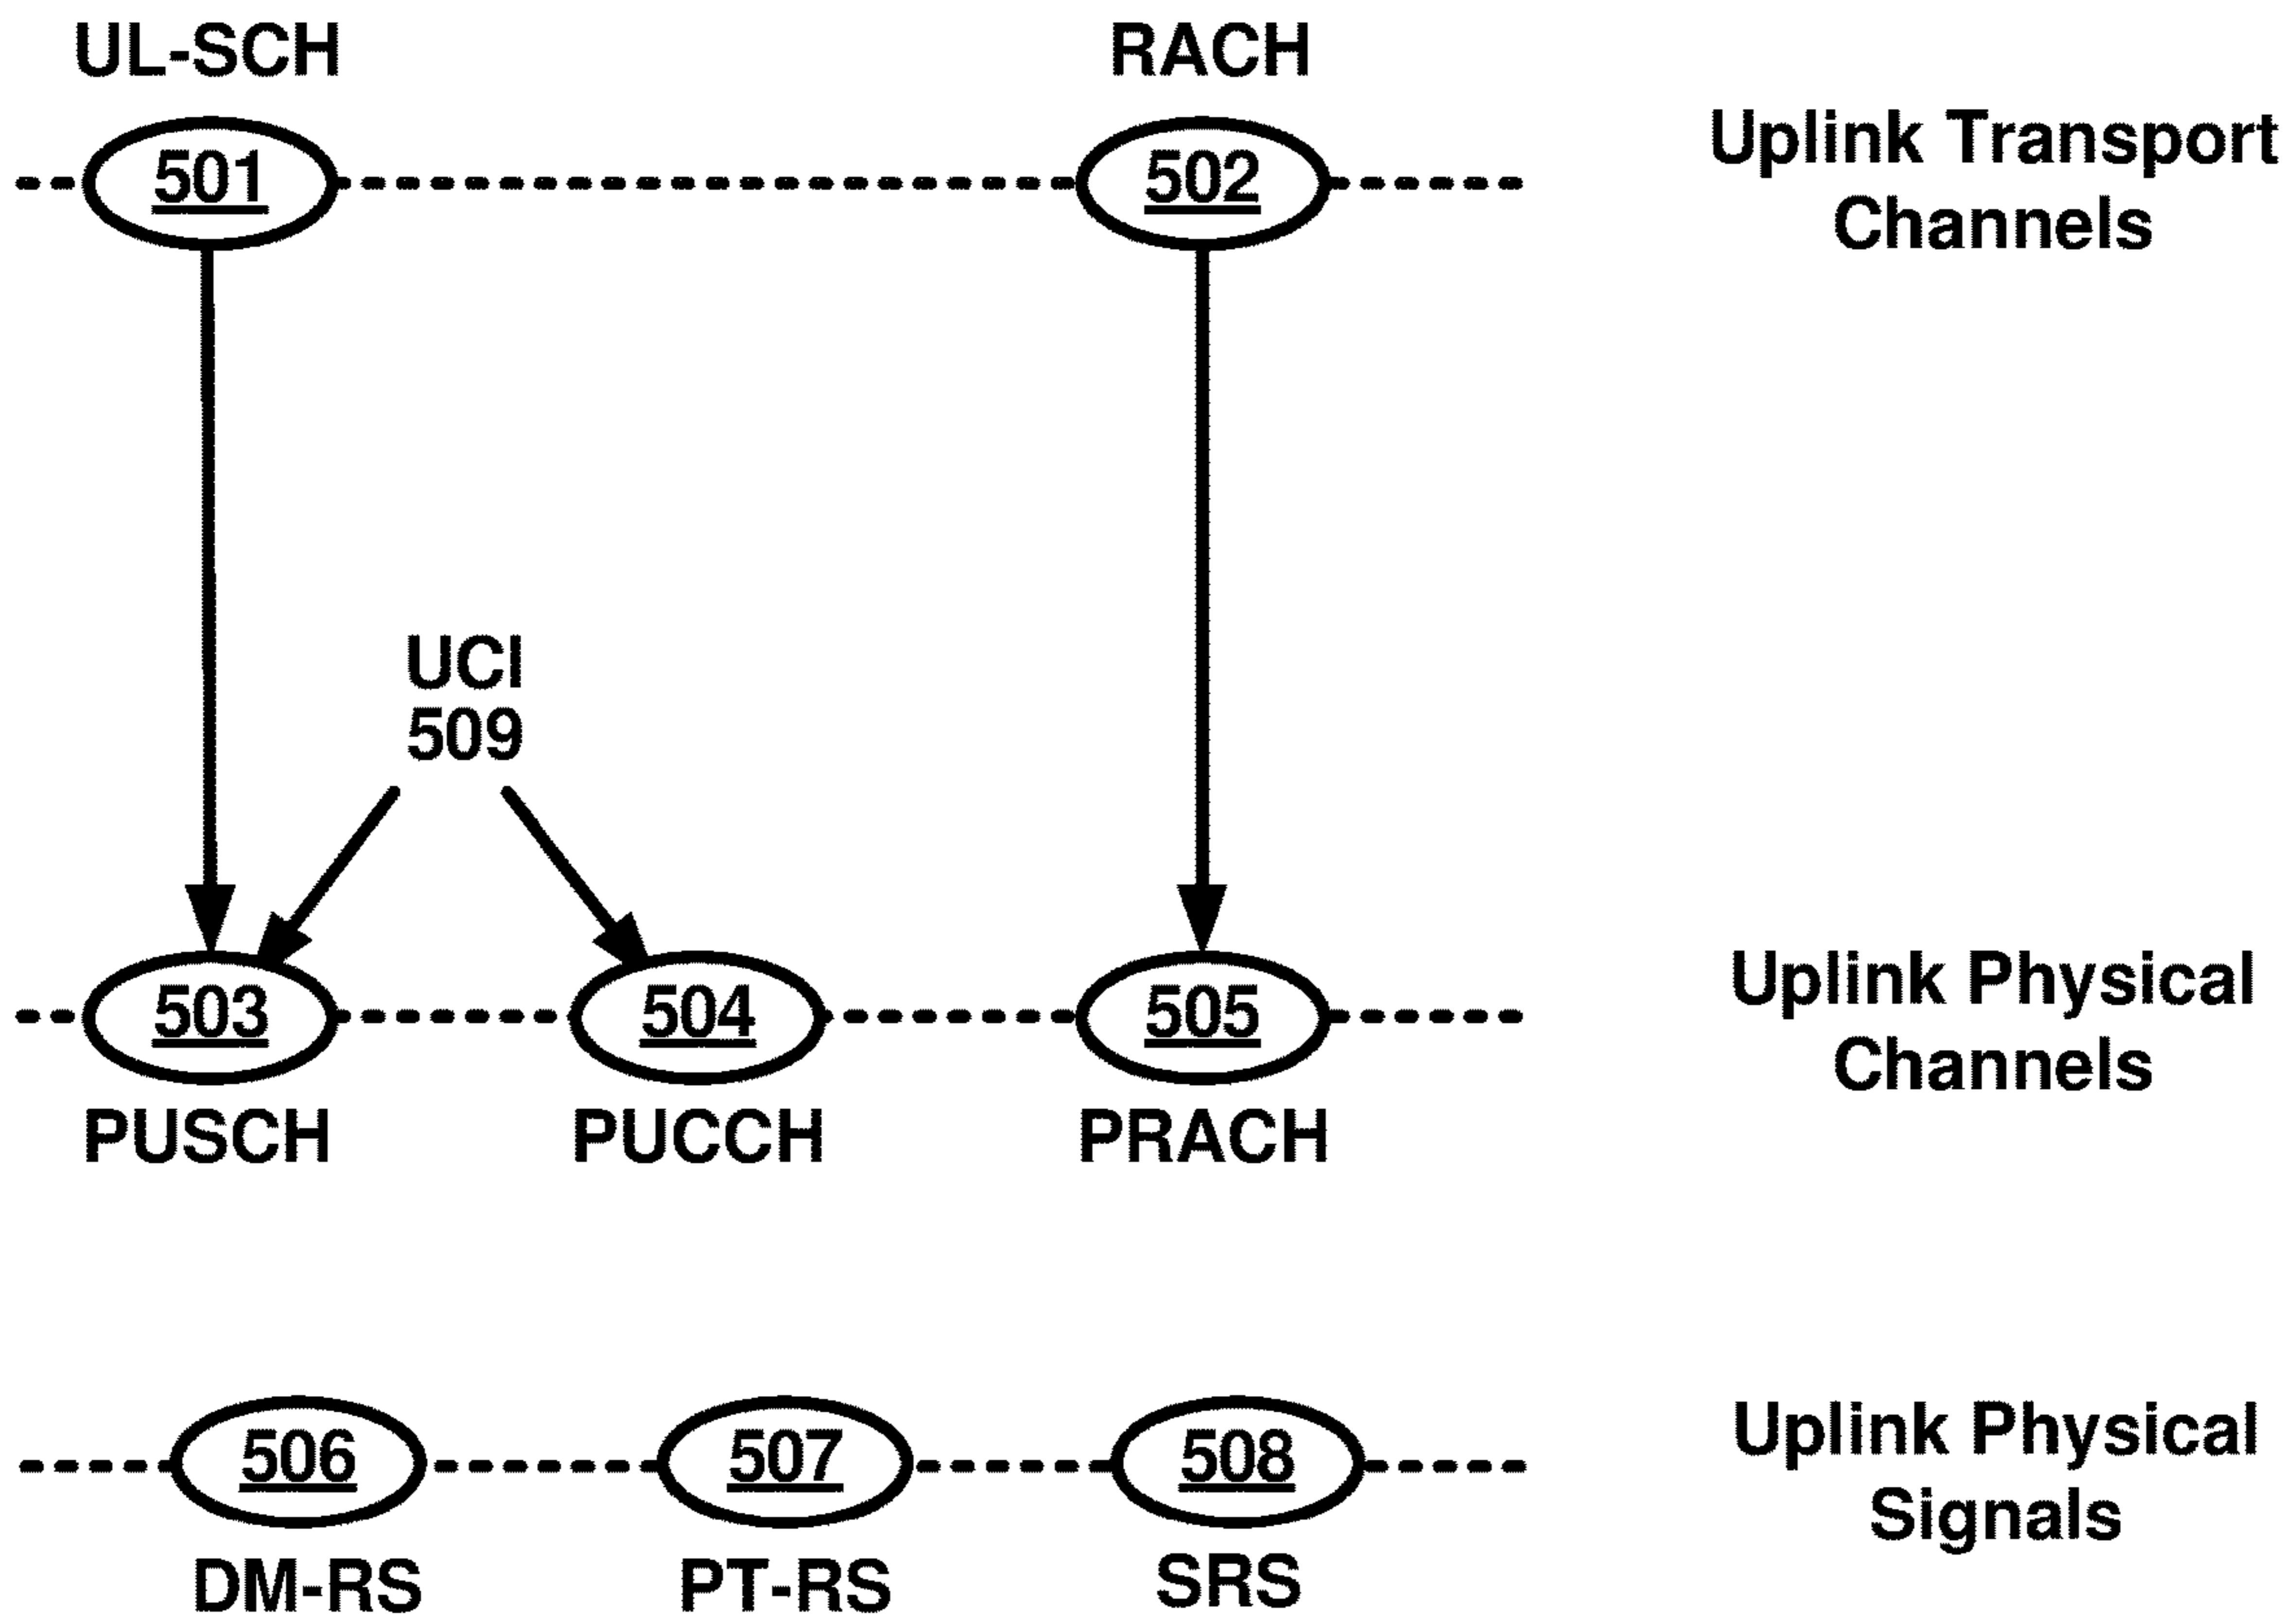 UL-SCH
RACH
501
502
Uplink Transport
Channels
UCI
509
503
504
505
Uplink Physical
Channels
PUSCH
PUCCH
PRACH
506
507
508
Uplink Physical
Signals
DM-RS
PT-RS
SRS